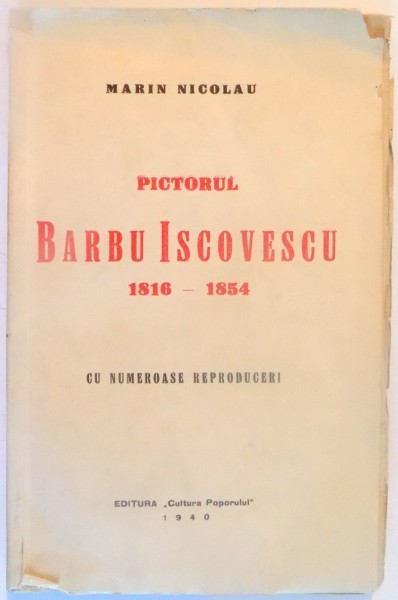 MARIN NICOLAU
PICTORUL
BARBU ISCOVESCU
1816 — 1854
CU NUMEROASE REPRODUCERI
EDITURA „Cultura Poporului"
1940